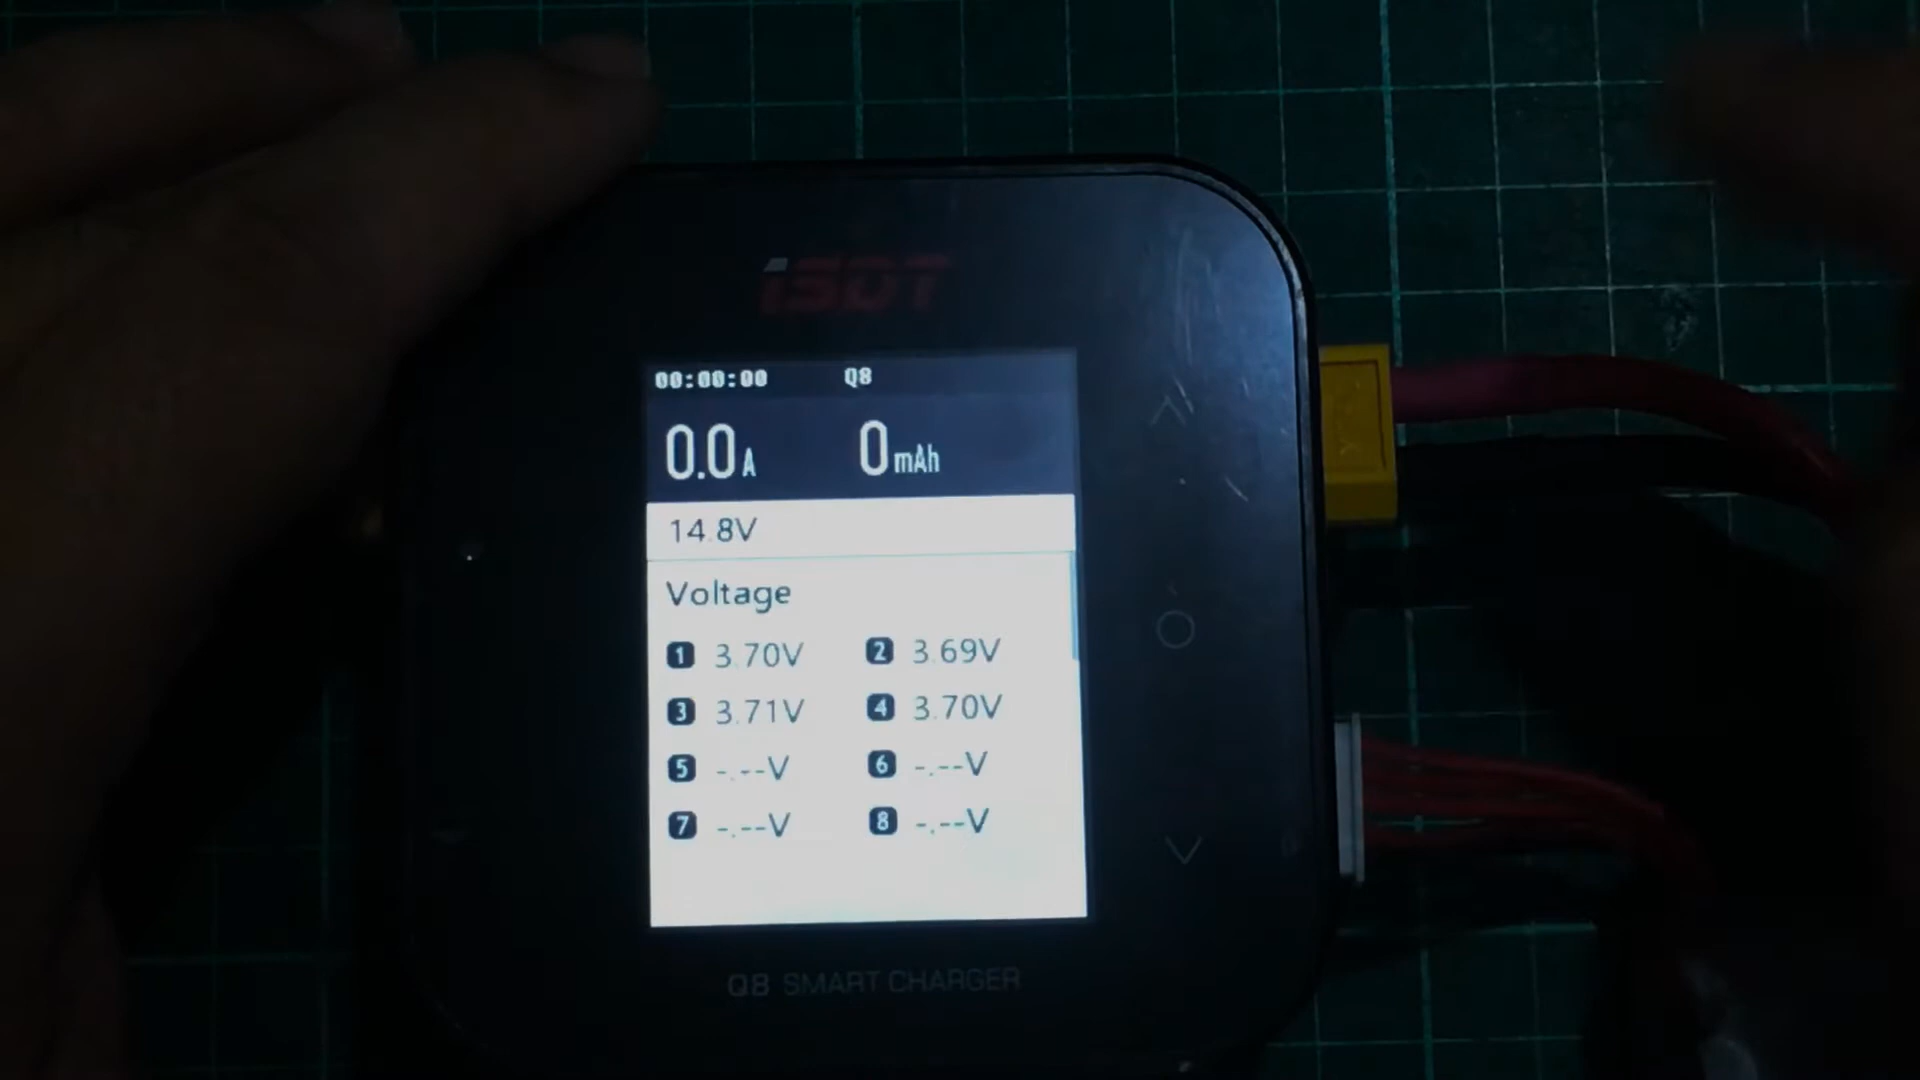 iSDT
00:00:00 Q8
0.0A 0mAh
14.8V
Voltage
1 3.70V 2 3.69V
3 3.71V 4 3.70V
5 -.--V 6 -.--V
7 -.--V 8 -.--V
Q8 SMART CHARGER